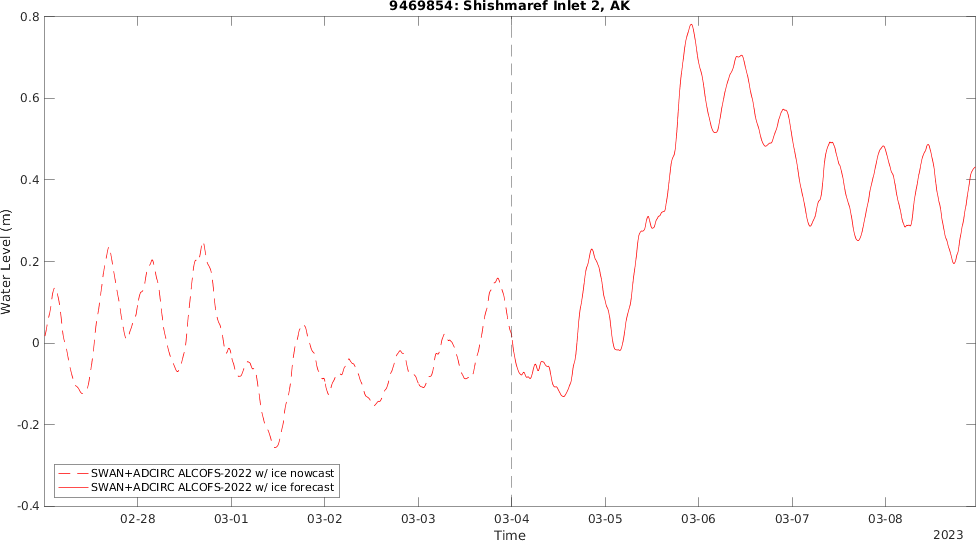 9469854: Shishmaref Inlet 2, AK
0.8
0.6
0.4
0.2
0
-0.2
-0.4
Water Level (m)
SWAN+ADCIRC ALCOFS-2022 w/ ice nowcast
SWAN+ADCIRC ALCOFS-2022 w/ ice forecast
02-28 03-01 03-02 03-03 03-04 03-05 03-06 03-07 03-08
Time
2023